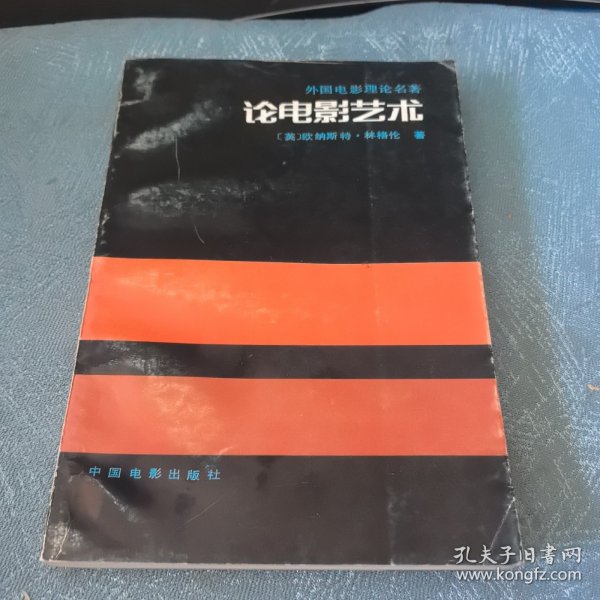 外国电影理论名著
论电影艺术
〔英〕欧纳斯特·林格伦 著
中国电影出版社
孔夫子旧书网
www.kongfz.com